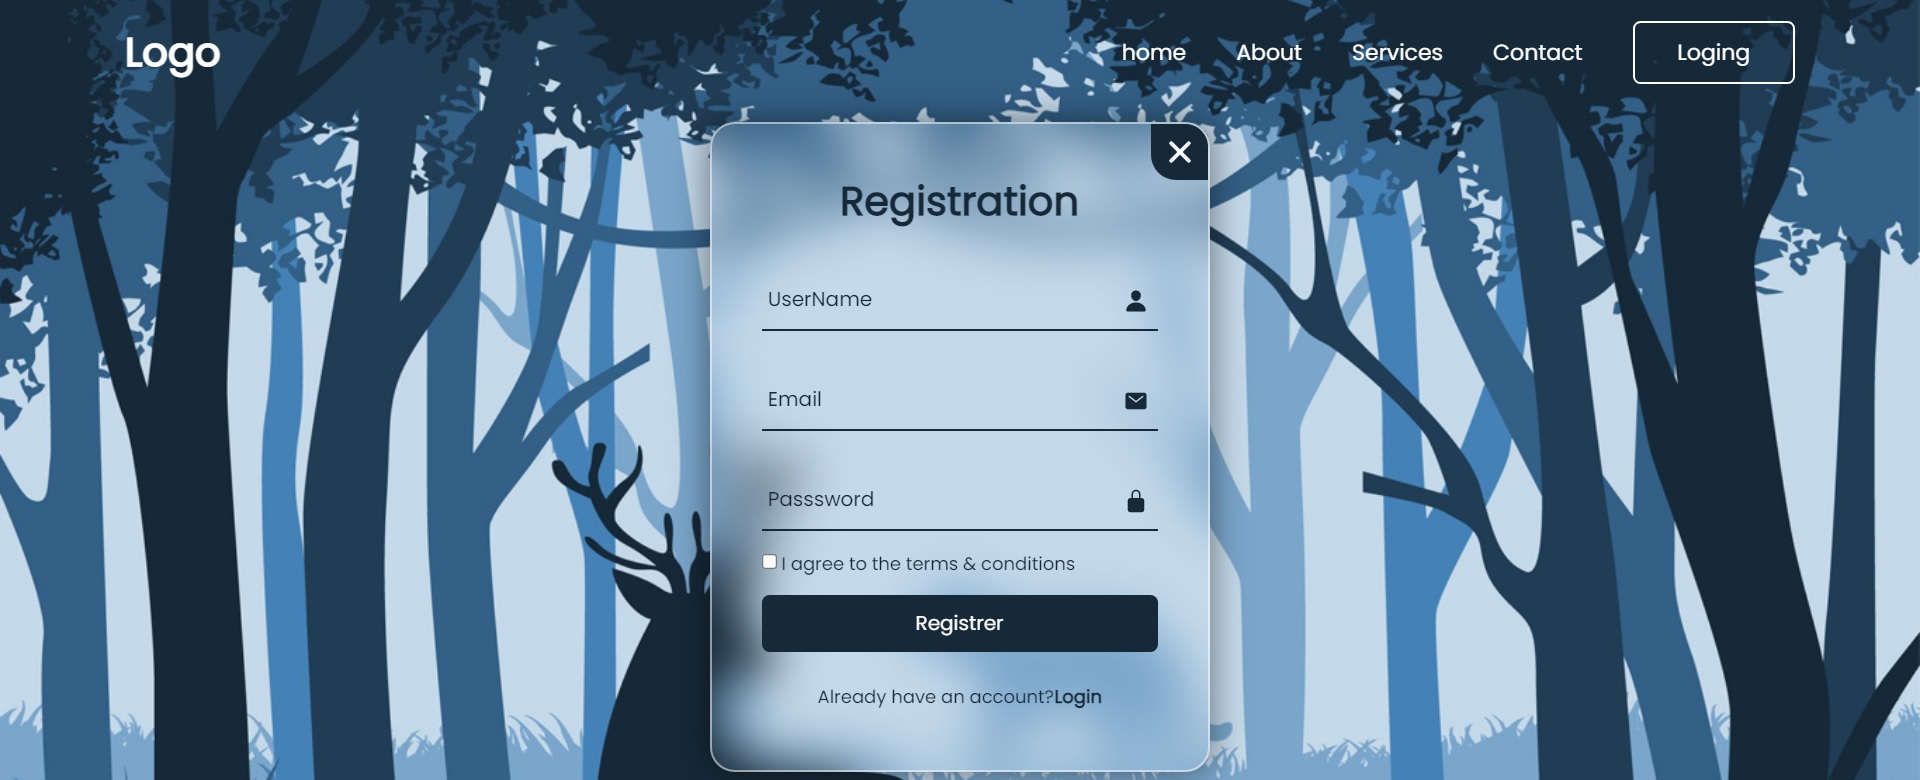 Logo
home About Services Contact Loging
Registration
UserName
Email
Passsword
I agree to the terms & conditions
Registrer
Already have an account?Login